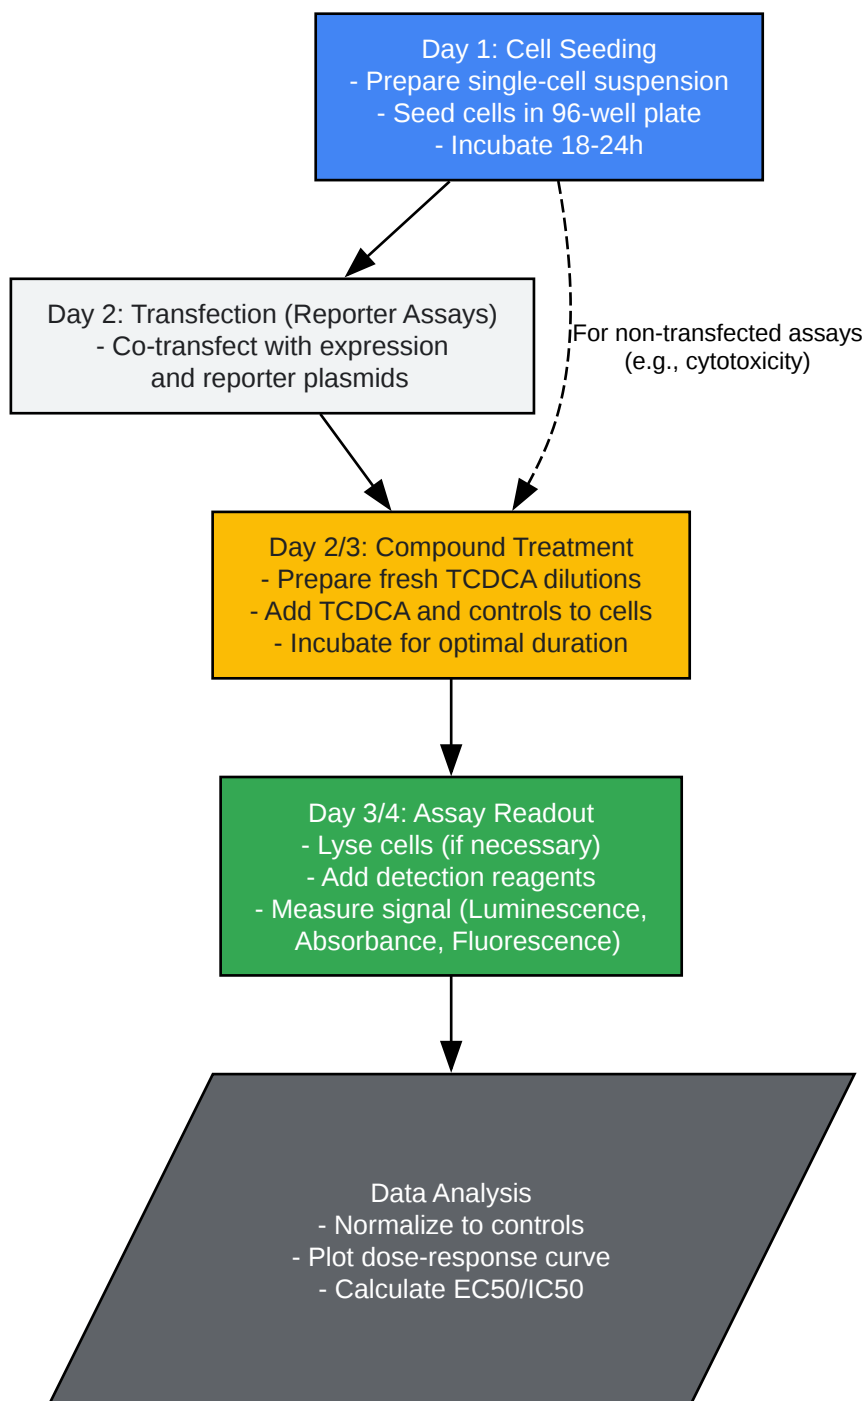 Day 1: Cell Seeding
- Prepare single-cell suspension
- Seed cells in 96-well plate
- Incubate 18-24h
Day 2: Transfection (Reporter Assays)
- Co-transfect with expression
and reporter plasmids
For non-transfected assays
(e.g., cytotoxicity)
Day 2/3: Compound Treatment
- Prepare fresh TCDCA dilutions
- Add TCDCA and controls to cells
- Incubate for optimal duration
Day 3/4: Assay Readout
- Lyse cells (if necessary)
- Add detection reagents
- Measure signal (Luminescence,
Absorbance, Fluorescence)
Data Analysis
- Normalize to controls
- Plot dose-response curve
- Calculate EC50/IC50